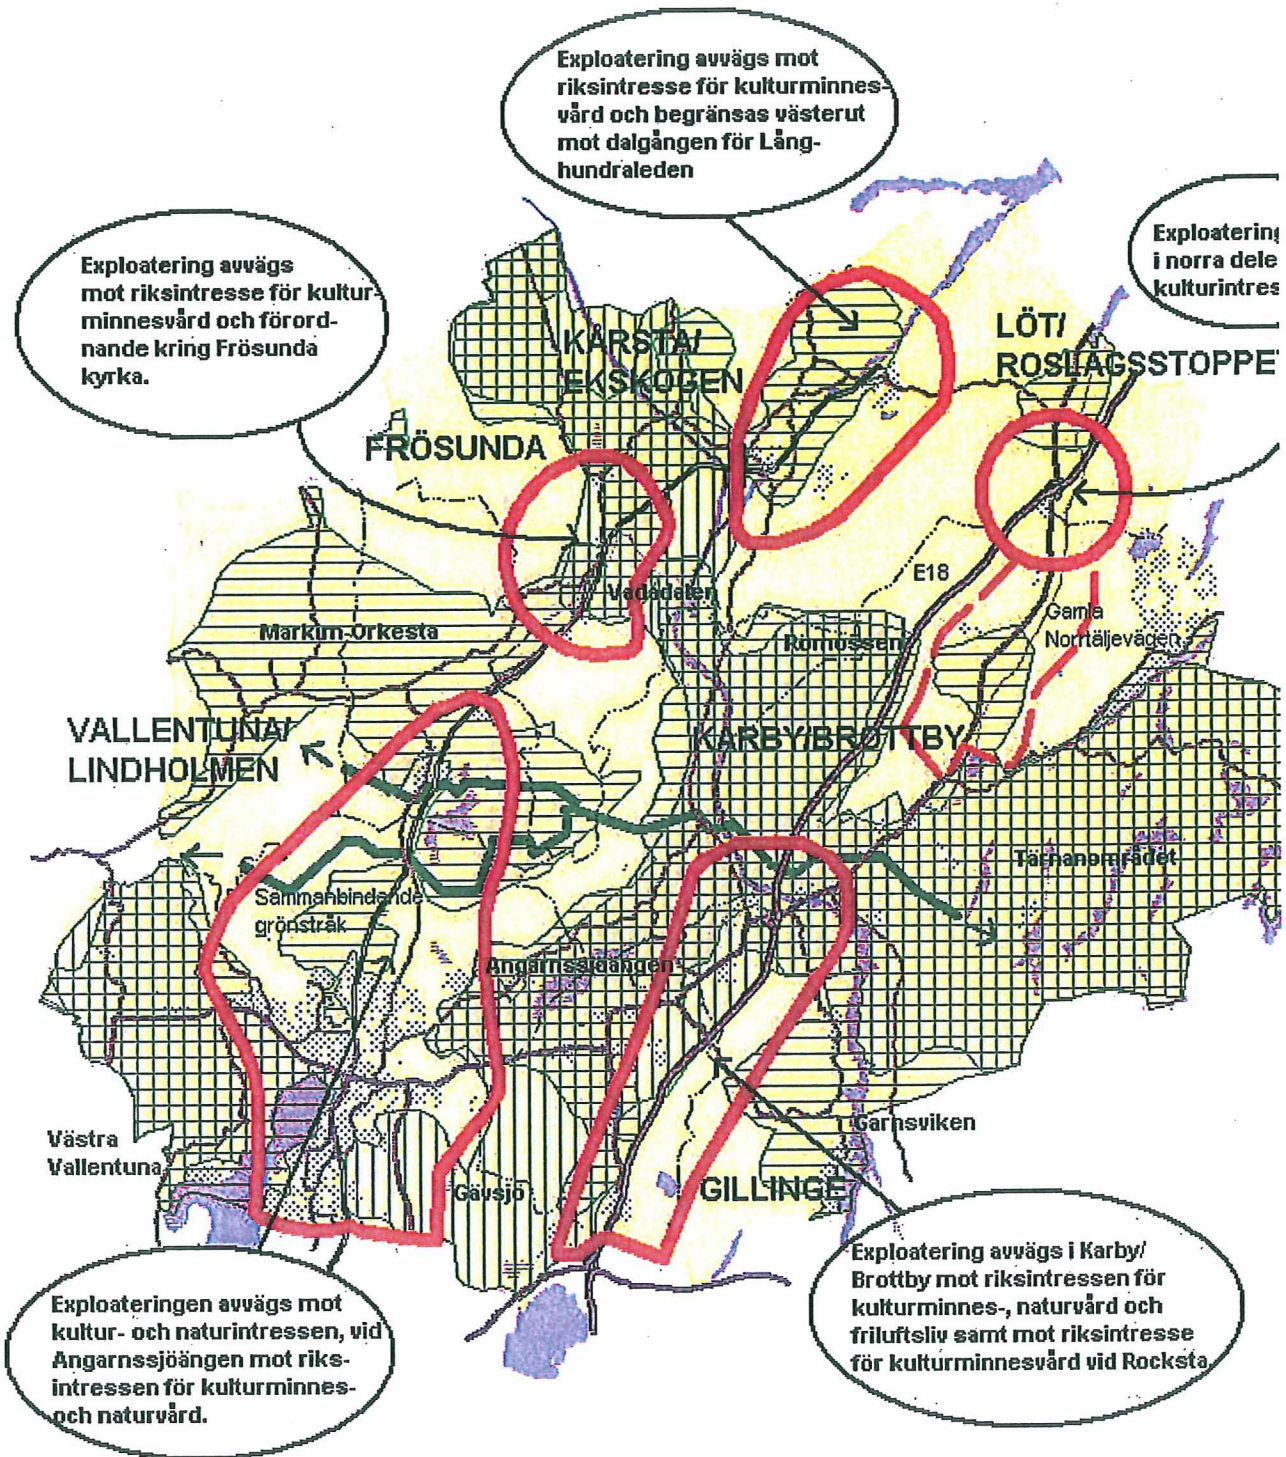 Exploatering avvägs mot
riksintresse för kulturminnes-
vård och begränsas västerut
mot dalgången för Lång-
hundraleden
Exploatering
i norra dele
kulturintres
Exploatering avvägs
mot riksintresse för kultur-
minnesvård och förord-
nande kring Frösunda
kyrka.
KÅRSTA/
EKSKOGEN
LÖT/
ROSLAGSSTOPPET
FRÖSUNDA
E18
Vadadalen
Gamla
Norrtäljevägen
Markim-Orkesta
Römossen
VALLENTUNA/
LINDHOLMEN
KARBY/BROTTBY
Tärnanområdet
Sammanbindande
grönstråk
Angarnssjöängen
Garnsviken
Västra
Vallentuna
Gävsjö
GILLINGE
Exploateringen avvägs mot
kultur- och naturintressen, vid
Angarnssjöängen mot riks-
intressen för kulturminnes-
och naturvård.
Exploatering avvägs i Karby/
Brottby mot riksintressen för
kulturminnes-, naturvård och
friluftsliv samt mot riksintresse
för kulturminnesvård vid Rocksta